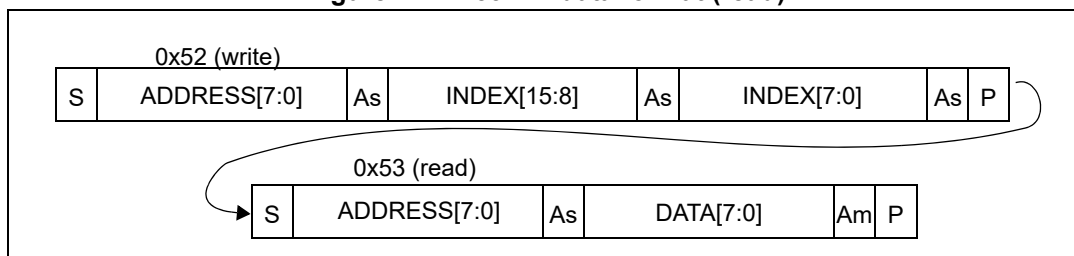 0x52 (write)
S ADDRESS[7:0] As INDEX[15:8] As INDEX[7:0] As P
0x53 (read)
S ADDRESS[7:0] As DATA[7:0] Am P